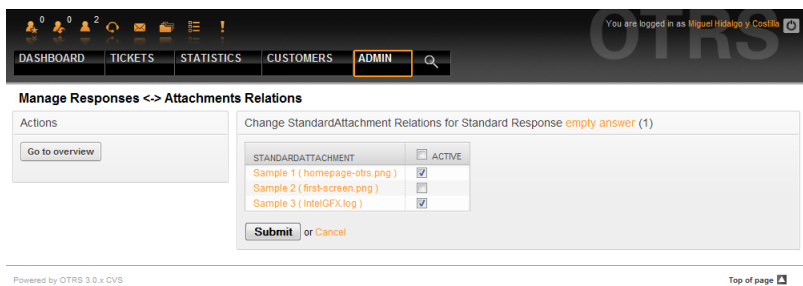 0 0 2
You are logged in as Miguel Hidalgo y Costilla
OTRS
DASHBOARD TICKETS STATISTICS CUSTOMERS ADMIN
Manage Responses <-> Attachments Relations
Actions
Go to overview
Change StandardAttachment Relations for Standard Response empty answer (1)
STANDARDATTACHMENT ACTIVE
Sample 1 ( homepage-otrs.png )
Sample 2 ( first-screen.png )
Sample 3 ( IntelGFX.log )
Submit or Cancel
Powered by OTRS 3.0.x CVS
Top of page